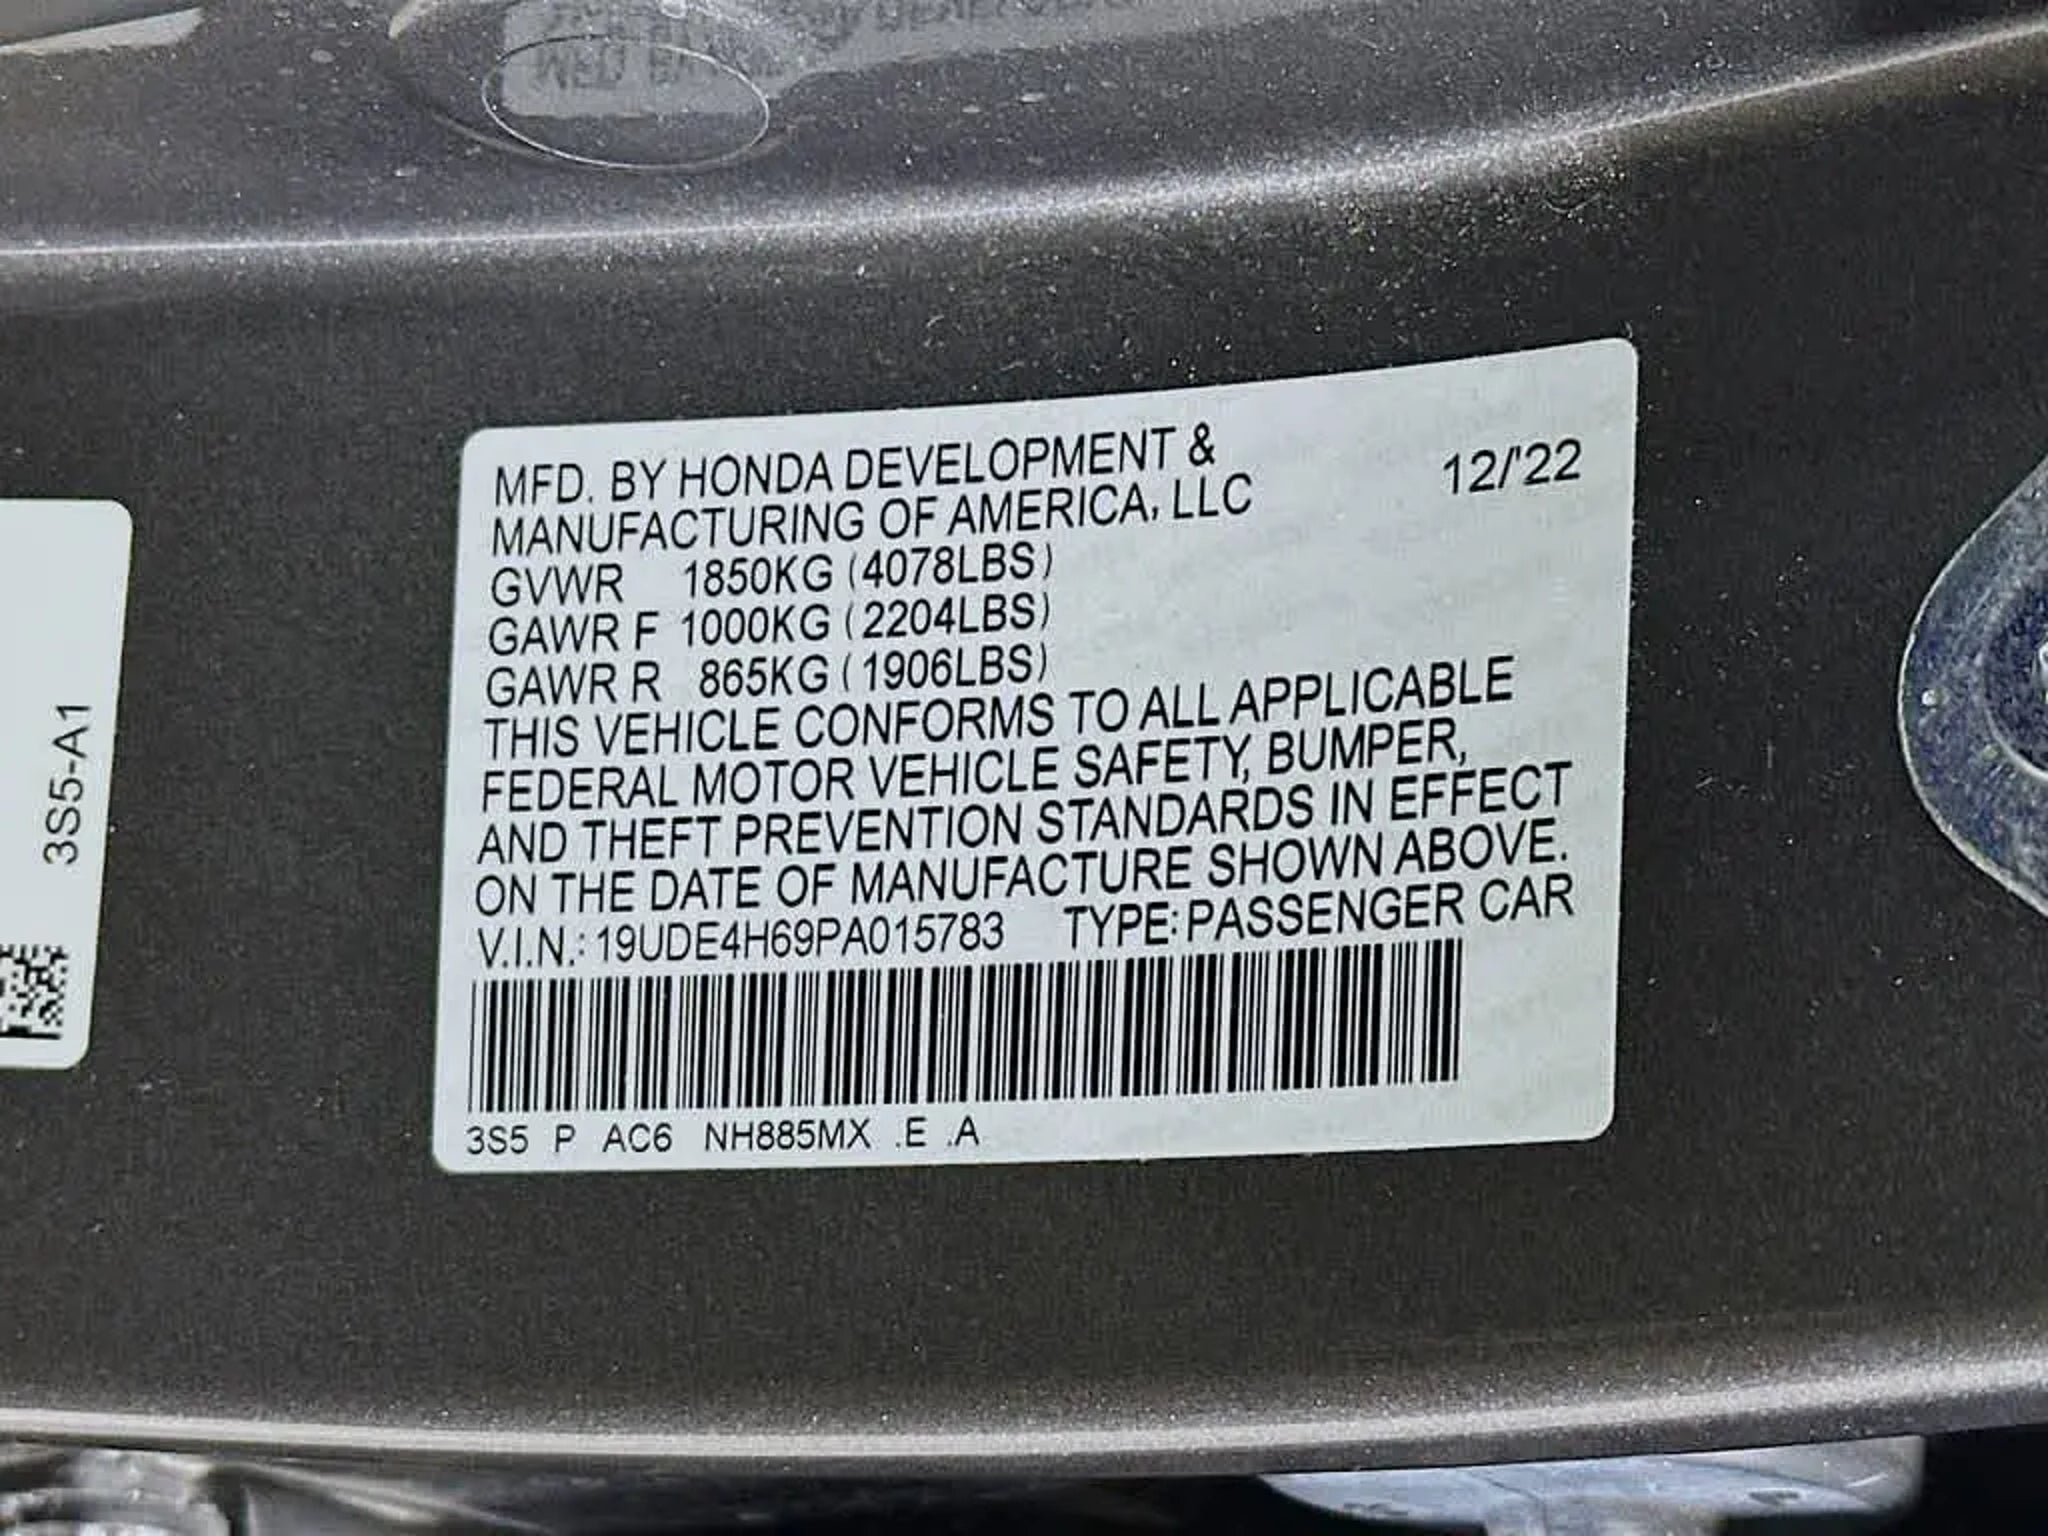 MFD. BY HONDA DEVELOPMENT &
MANUFACTURING OF AMERICA, LLC
12/'22
GVWR 1850KG (4078LBS)
GAWR F 1000KG (2204LBS)
GAWR R 865KG (1906LBS)
THIS VEHICLE CONFORMS TO ALL APPLICABLE
FEDERAL MOTOR VEHICLE SAFETY, BUMPER,
AND THEFT PREVENTION STANDARDS IN EFFECT
ON THE DATE OF MANUFACTURE SHOWN ABOVE.
V.I.N.: 19UDE4H69PA015783 TYPE: PASSENGER CAR
3S5 P AC6 NH885MX .E .A
3S5-A1